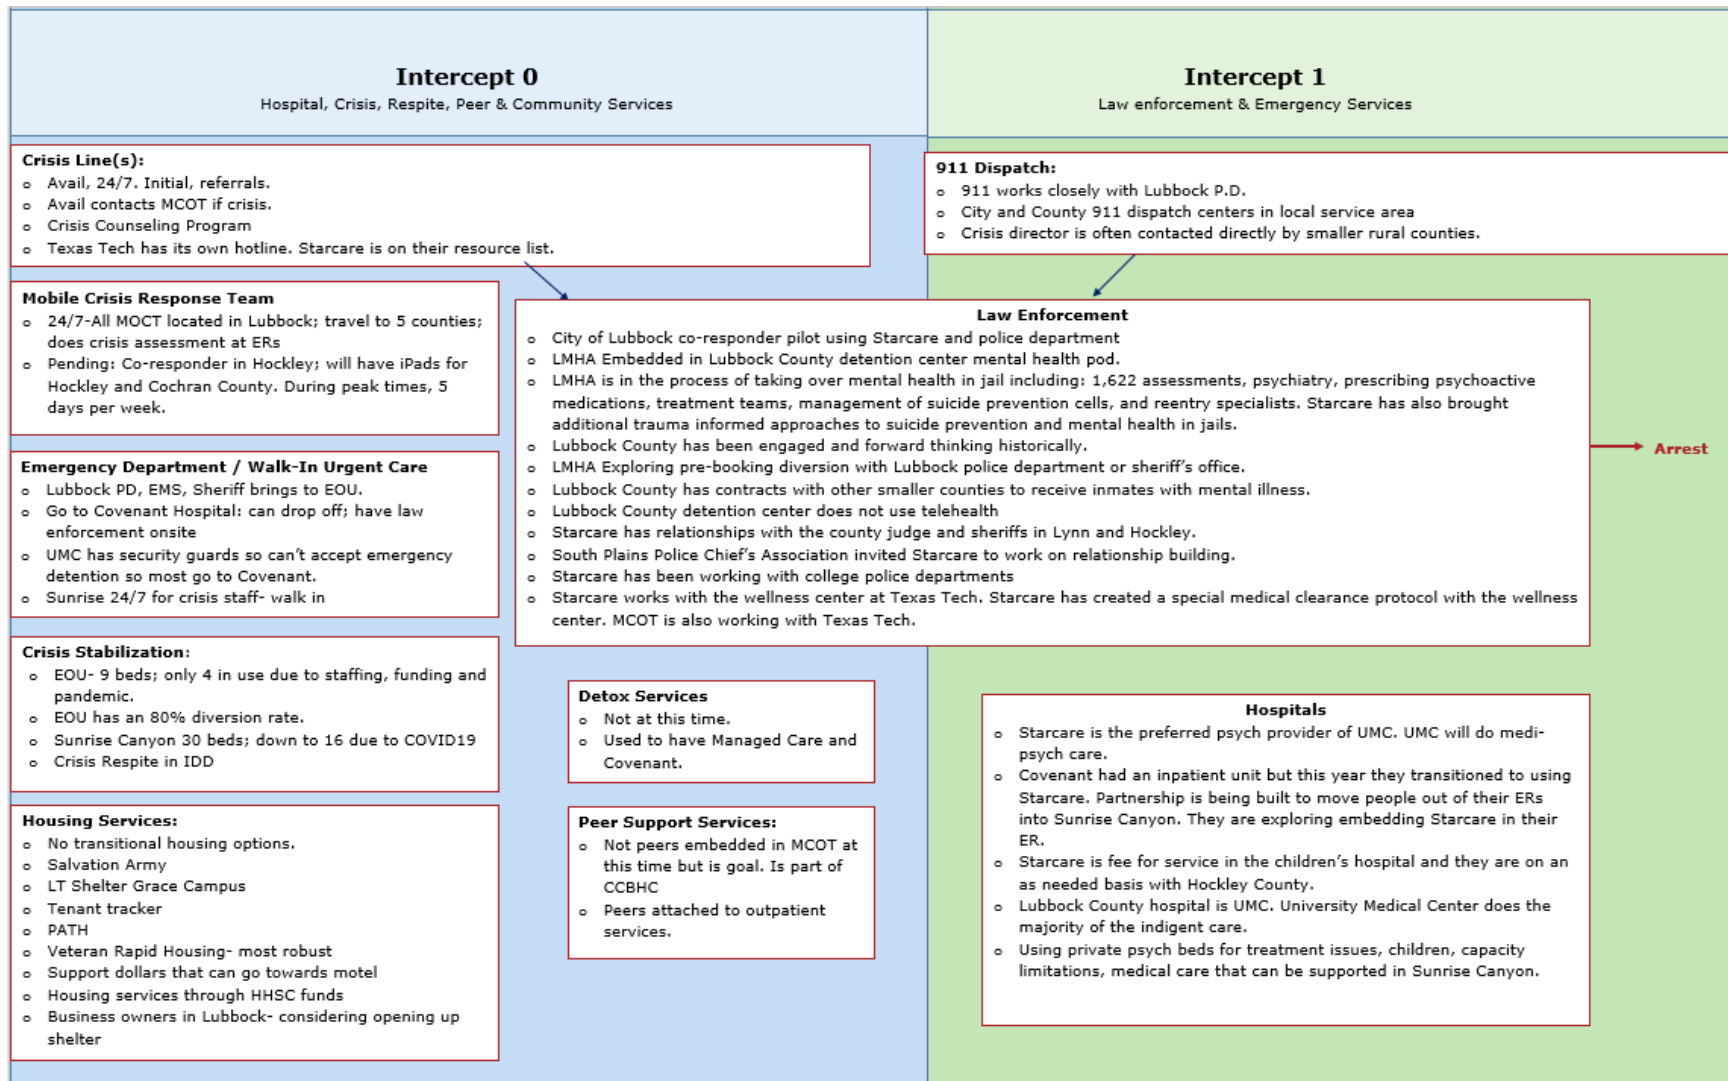 Intercept 0
Hospital, Crisis, Respite, Peer & Community Services
Intercept 1
Law enforcement & Emergency Services
Crisis Line(s):
o Avail, 24/7. Initial, referrals.
o Avail contacts MCOT if crisis.
o Crisis Counseling Program
o Texas Tech has its own hotline. Starcare is on their resource list.
911 Dispatch:
o 911 works closely with Lubbock P.D.
o City and County 911 dispatch centers in local service area
o Crisis director is often contacted directly by smaller rural counties.
Mobile Crisis Response Team
o 24/7-All MOCT located in Lubbock; travel to 5 counties;
does crisis assessment at ERs
o Pending: Co-responder in Hockley; will have iPads for
Hockley and Cochran County. During peak times, 5
days per week.
Law Enforcement
o City of Lubbock co-responder pilot using Starcare and police department
o LMHA Embedded in Lubbock County detention center mental health pod.
o LMHA is in the process of taking over mental health in jail including: 1,622 assessments, psychiatry, prescribing psychoactive
medications, treatment teams, management of suicide prevention cells, and reentry specialists. Starcare has also brought
additional trauma informed approaches to suicide prevention and mental health in jails.
o Lubbock County has been engaged and forward thinking historically.
o LMHA Exploring pre-booking diversion with Lubbock police department or sheriff's office.
o Lubbock County has contracts with other smaller counties to receive inmates with mental illness.
o Lubbock County detention center does not use telehealth
o Starcare has relationships with the county judge and sheriffs in Lynn and Hockley.
o South Plains Police Chief's Association invited Starcare to work on relationship building.
o Starcare has been working with college police departments
o Starcare works with the wellness center at Texas Tech. Starcare has created a special medical clearance protocol with the wellness
center. MCOT is also working with Texas Tech.
Arrest
Emergency Department / Walk-In Urgent Care
o Lubbock PD, EMS, Sheriff brings to EOU.
o Go to Covenant Hospital: can drop off; have law
enforcement onsite
o UMC has security guards so can't accept emergency
detention so most go to Covenant.
o Sunrise 24/7 for crisis staff- walk in
Crisis Stabilization:
o EOU- 9 beds; only 4 in use due to staffing, funding and
pandemic.
o EOU has an 80% diversion rate.
o Sunrise Canyon 30 beds; down to 16 due to COVID19
o Crisis Respite in IDD
Detox Services
o Not at this time.
o Used to have Managed Care and
Covenant.
Hospitals
o Starcare is the preferred psych provider of UMC. UMC will do medi-
psych care.
o Covenant had an inpatient unit but this year they transitioned to using
Starcare. Partnership is being built to move people out of their ERs
into Sunrise Canyon. They are exploring embedding Starcare in their
ER.
o Starcare is fee for service in the children's hospital and they are on an
as needed basis with Hockley County.
o Lubbock County hospital is UMC. University Medical Center does the
majority of the indigent care.
o Using private psych beds for treatment issues, children, capacity
limitations, medical care that can be supported in Sunrise Canyon.
Housing Services:
o No transitional housing options.
o Salvation Army
o LT Shelter Grace Campus
o Tenant tracker
o PATH
o Veteran Rapid Housing- most robust
o Support dollars that can go towards motel
o Housing services through HHSC funds
o Business owners in Lubbock- considering opening up
shelter
Peer Support Services:
o Not peers embedded in MCOT at
this time but is goal. Is part of
CCBHC
o Peers attached to outpatient
services.